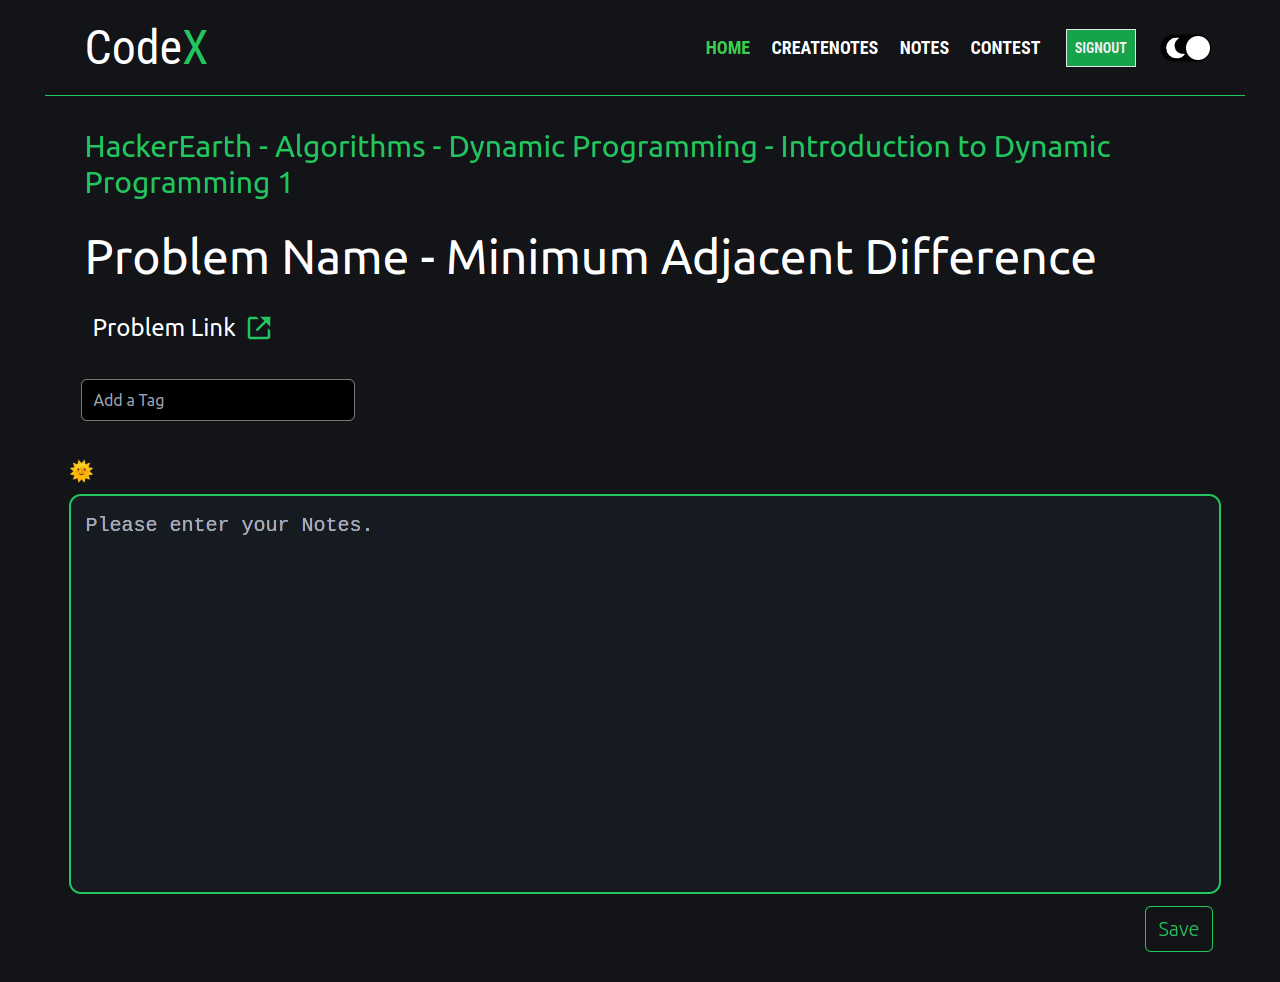 CodeX
HOME CREATENOTES NOTES CONTEST SIGNOUT
HackerEarth - Algorithms - Dynamic Programming - Introduction to Dynamic
Programming 1
Problem Name - Minimum Adjacent Difference
Problem Link
Add a Tag
Please enter your Notes.
Save